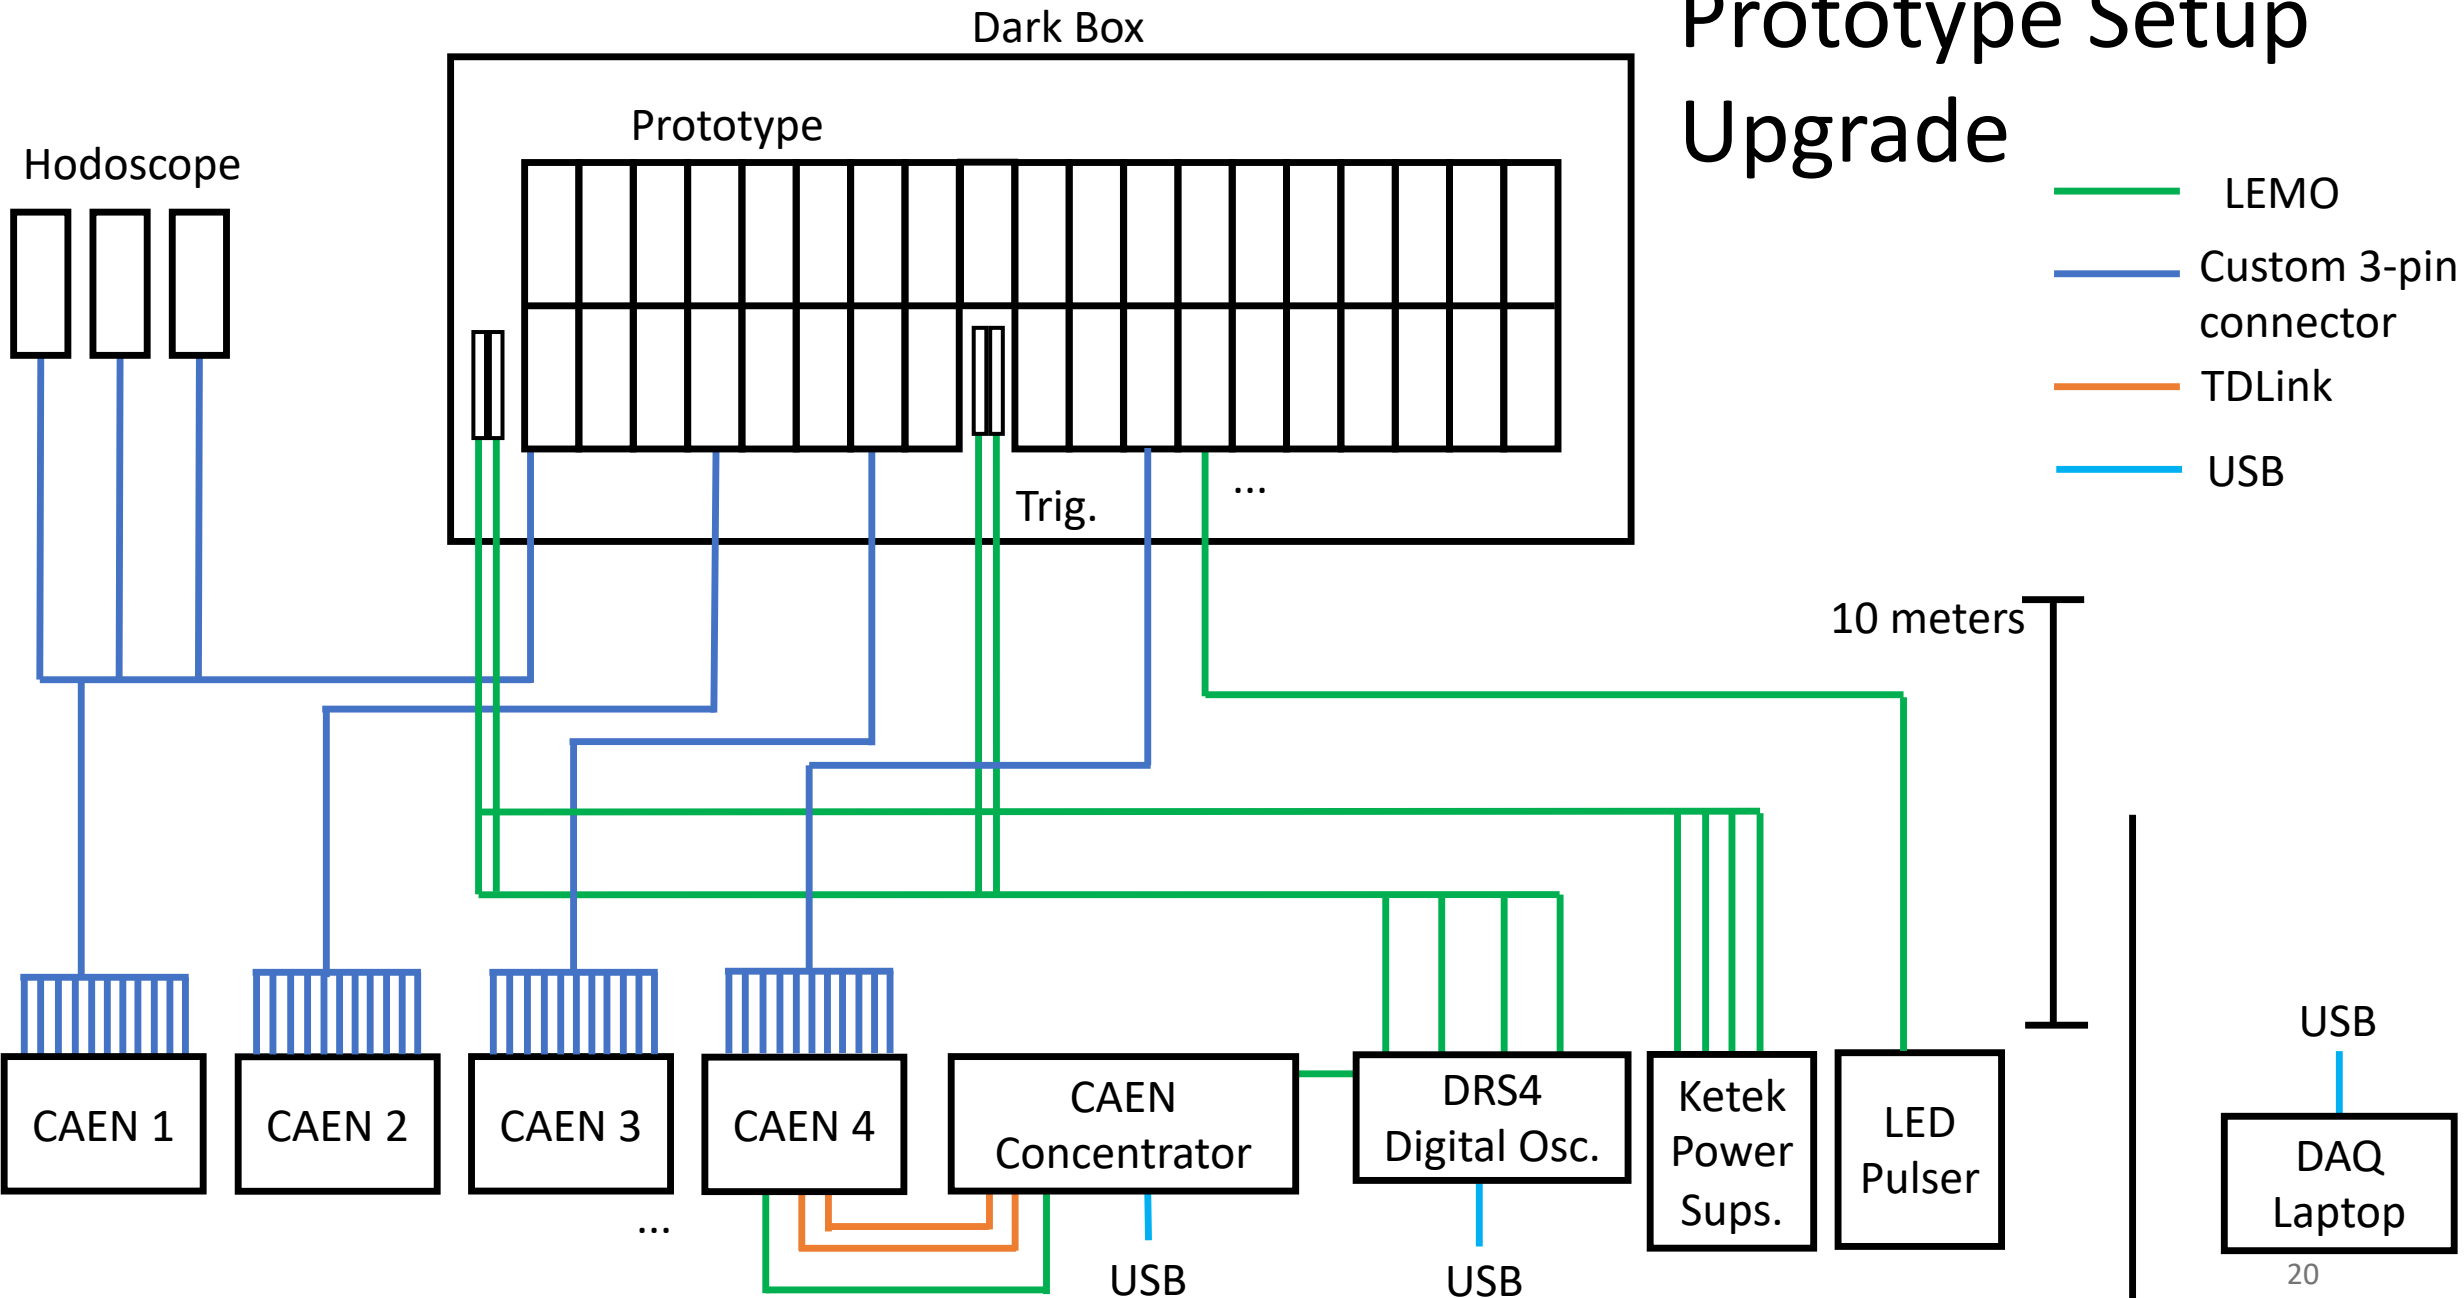 Prototype Setup
Upgrade
Dark Box
Prototype
Hodoscope
LEMO
Custom 3-pin
connector
TDLink
USB
Trig.
...
10 meters
USB
CAEN 1
CAEN 2
CAEN 3
CAEN 4
CAEN
Concentrator
DRS4
Digital Osc.
Ketek
Power
Sups.
LED
Pulser
DAQ
Laptop
...
USB
USB
20